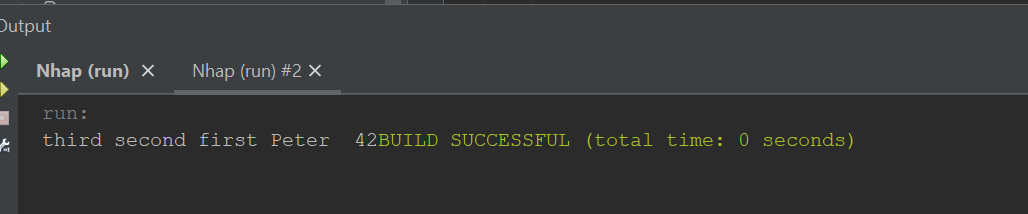 Output
Nhap (run) × Nhap (run) #2 ×
run:
third second first Peter  42BUILD SUCCESSFUL (total time: 0 seconds)